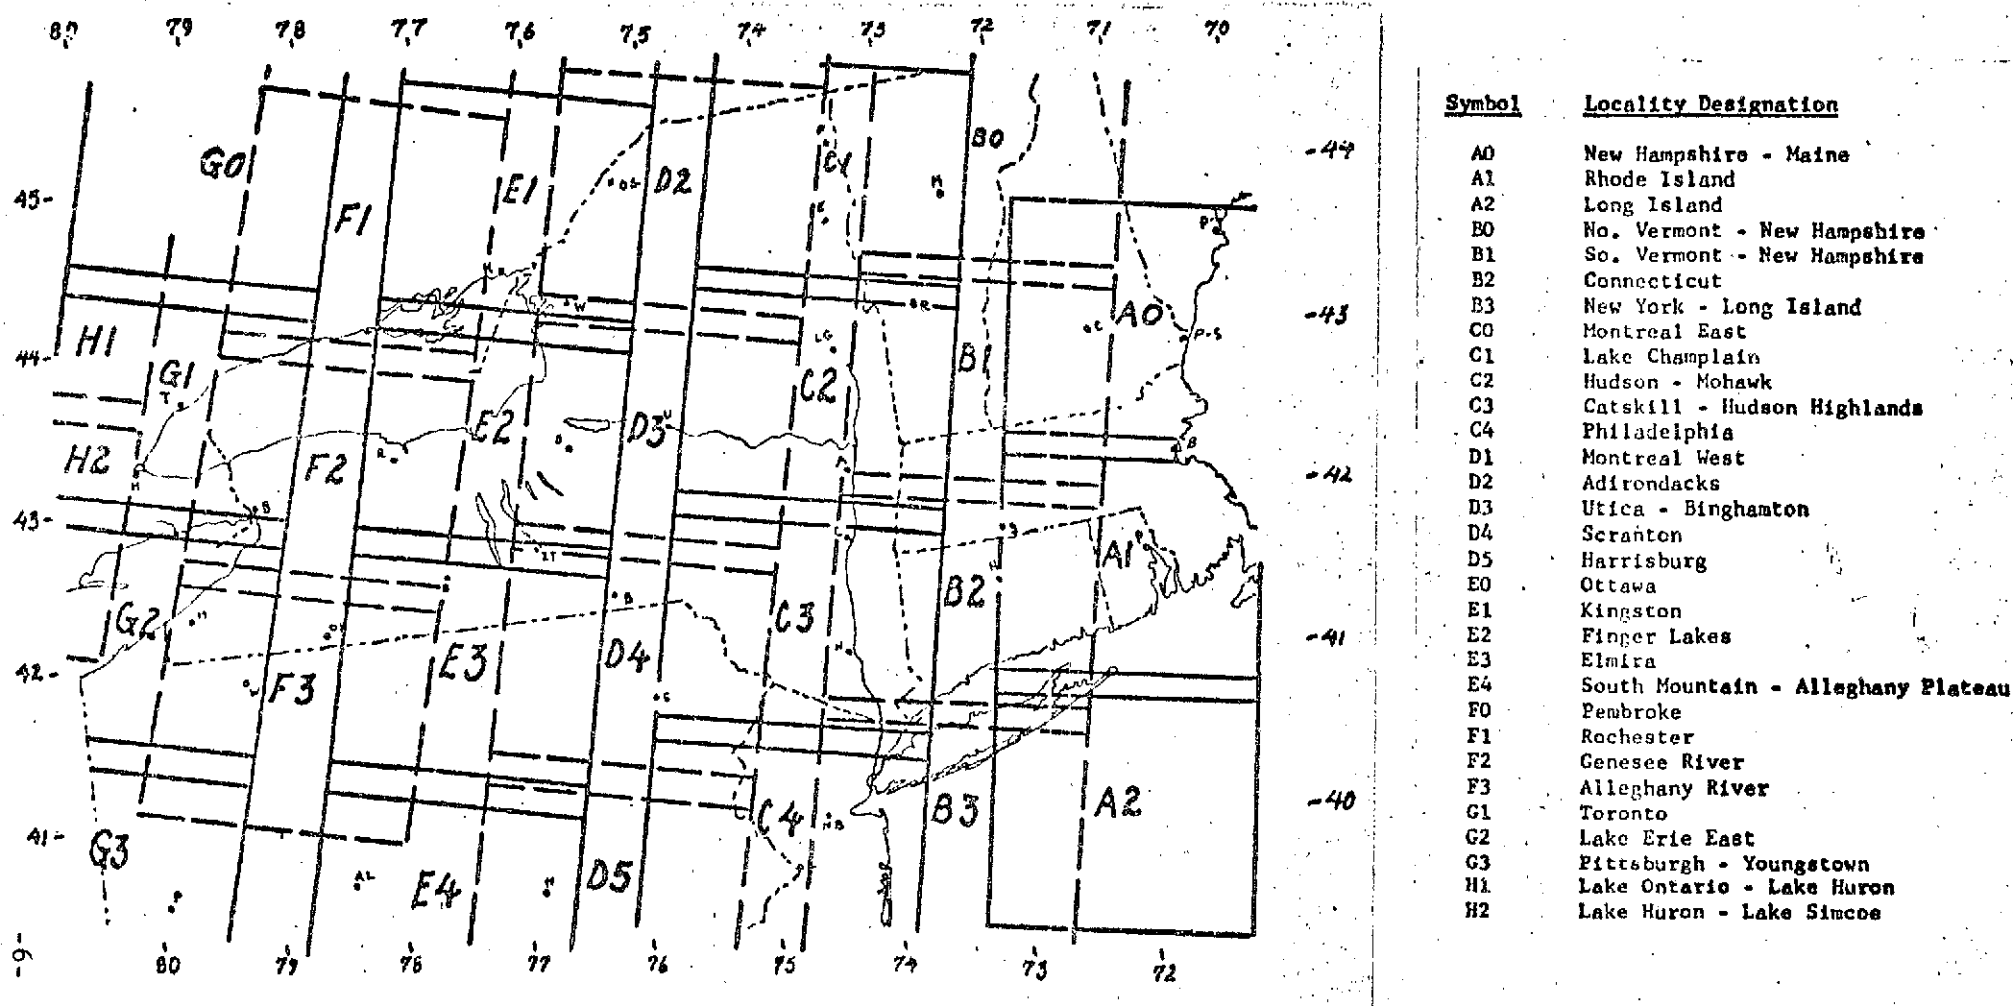 80 79 78 77 76 75 74 73 72 71 70
B0
-44
G0 E1 D2 C1
45-
F1
-43
A0
H1 B1
44-
G1 C2
T
E2 D3
H2
F2
-42
43-
A1
B2
G2 C3
-41
42-
E3 D4
F3
-40
A2
C4 B3
41-
G3
E4 D5
80 79 78 77 76 75 74 73 72
Symbol Locality Designation
A0 New Hampshire - Maine
A1 Rhode Island
A2 Long Island
B0 No. Vermont - New Hampshire
B1 So. Vermont - New Hampshire
B2 Connecticut
B3 New York - Long Island
C0 Montreal East
C1 Lake Champlain
C2 Hudson - Mohawk
C3 Catskill - Hudson Highlands
C4 Philadelphia
D1 Montreal West
D2 Adirondacks
D3 Utica - Binghamton
D4 Scranton
D5 Harrisburg
E0 Ottawa
E1 Kingston
E2 Finger Lakes
E3 Elmira
E4 South Mountain - Alleghany Plateau
F0 Pembroke
F1 Rochester
F2 Genesee River
F3 Alleghany River
G1 Toronto
G2 Lake Erie East
G3 Pittsburgh - Youngstown
H1 Lake Ontario - Lake Huron
H2 Lake Huron - Lake Simcoe